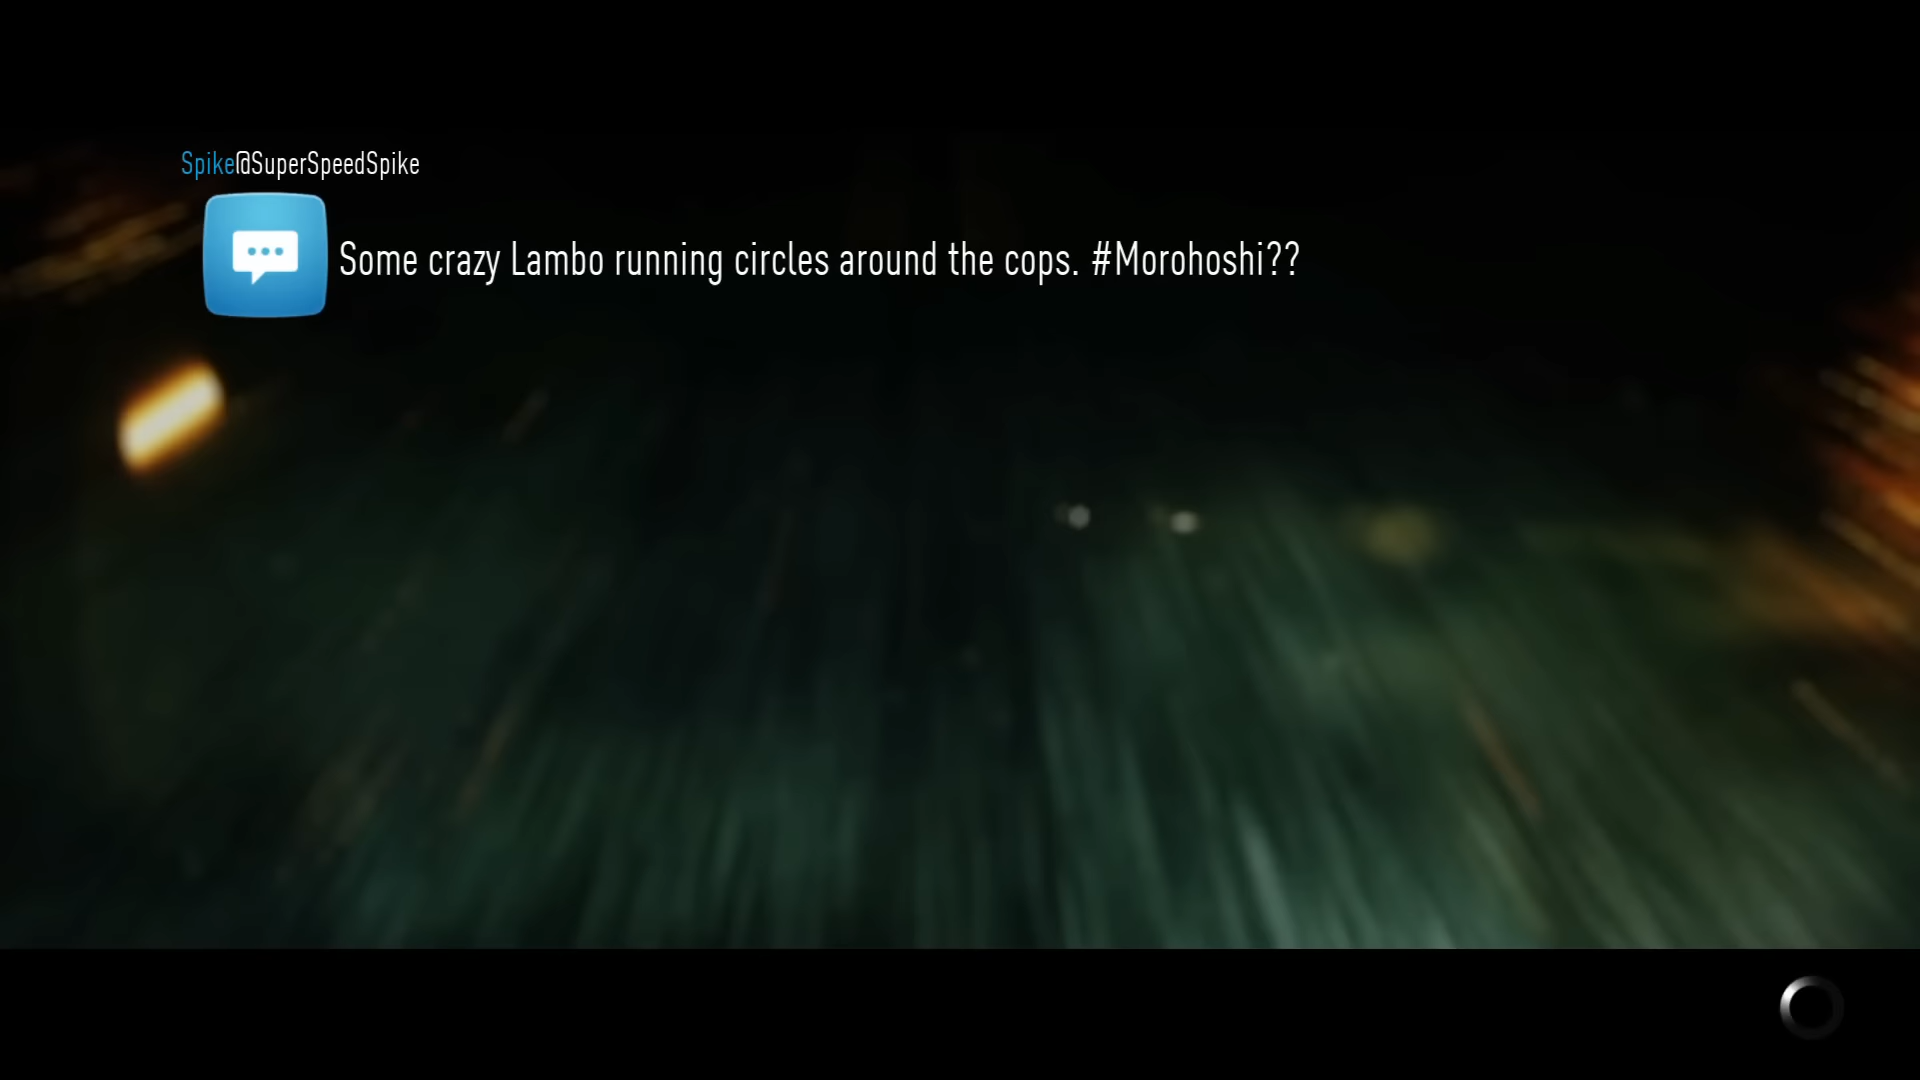 Spike@SuperSpeedSpike
Some crazy Lambo running circles around the cops. #Morohoshi??